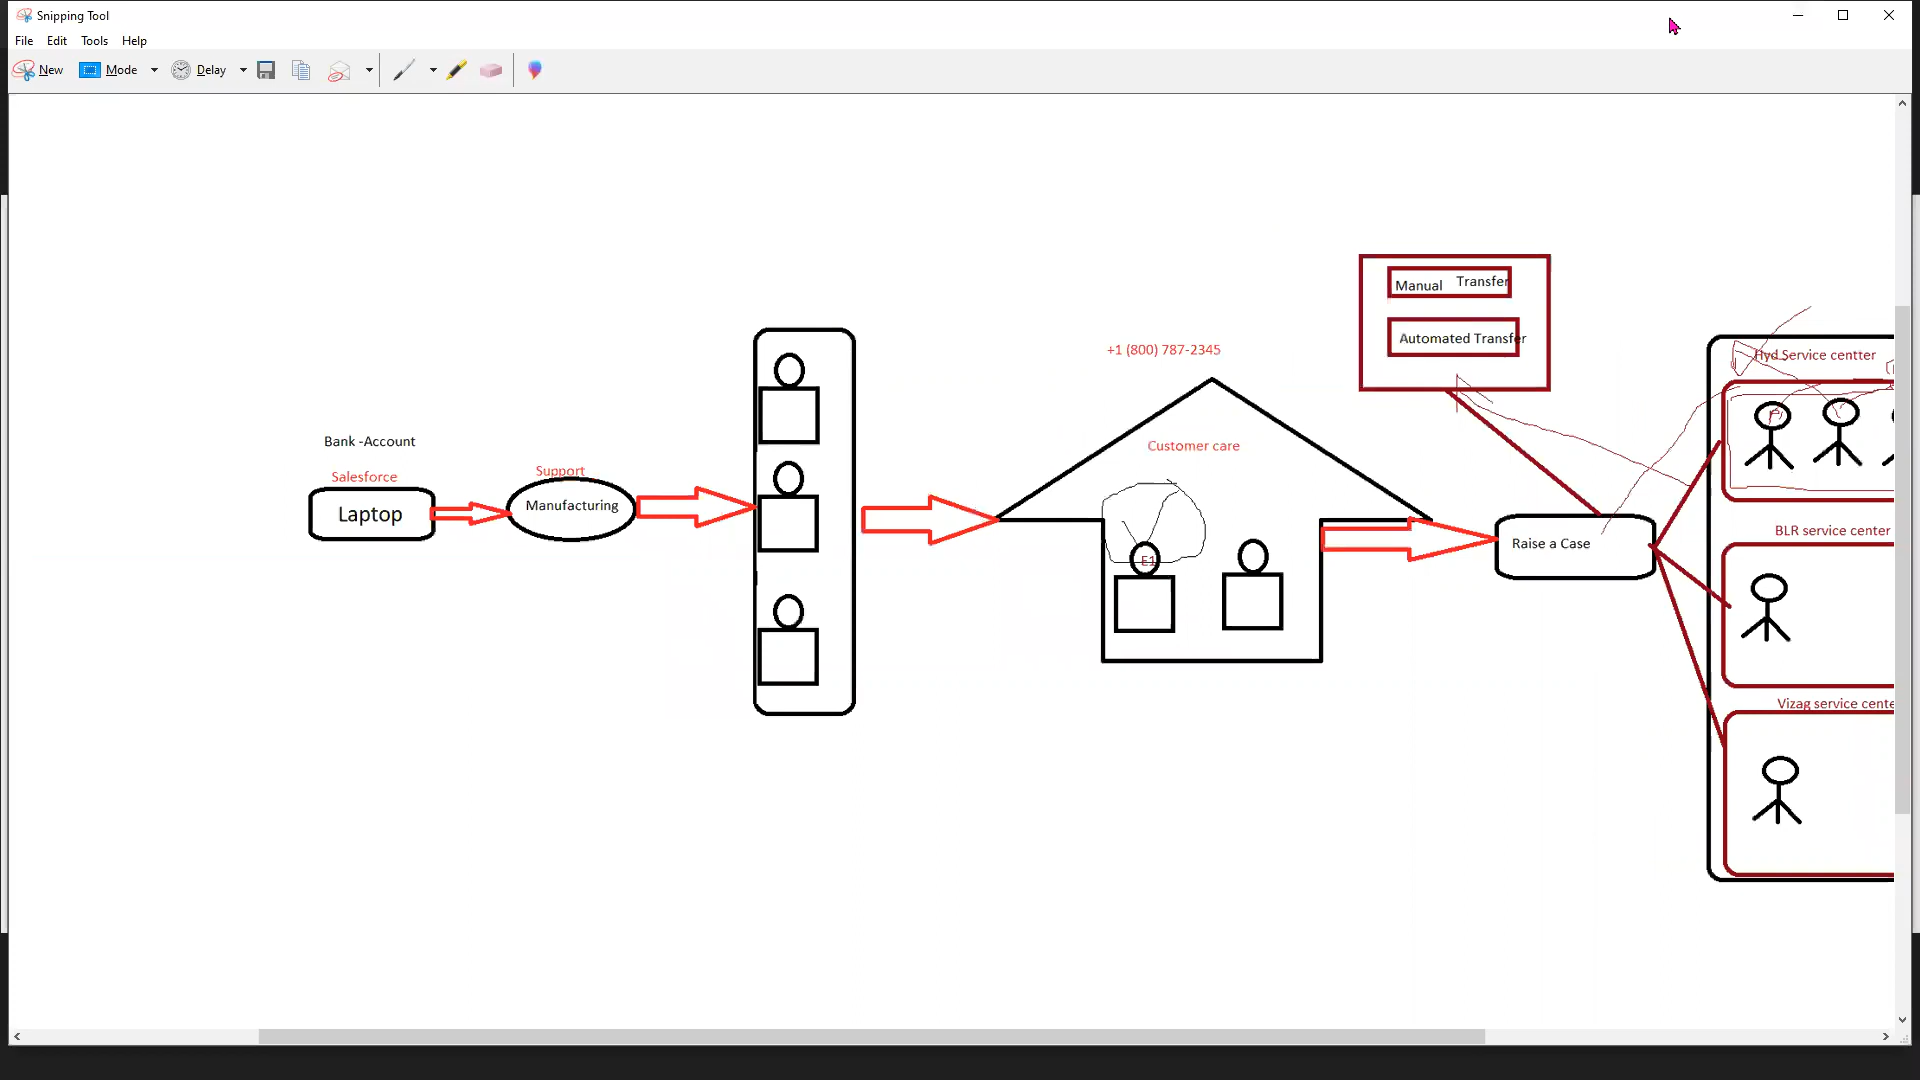 Snipping Tool
File Edit Tools Help
New Mode Delay
Manual Transfer
Automated Transfer
+1 (800) 787-2345
Hyd Service centter
Bank -Account
Customer care
Salesforce
Support
Laptop
Manufacturing
E1
Raise a Case
BLR service center
Vizag service cente